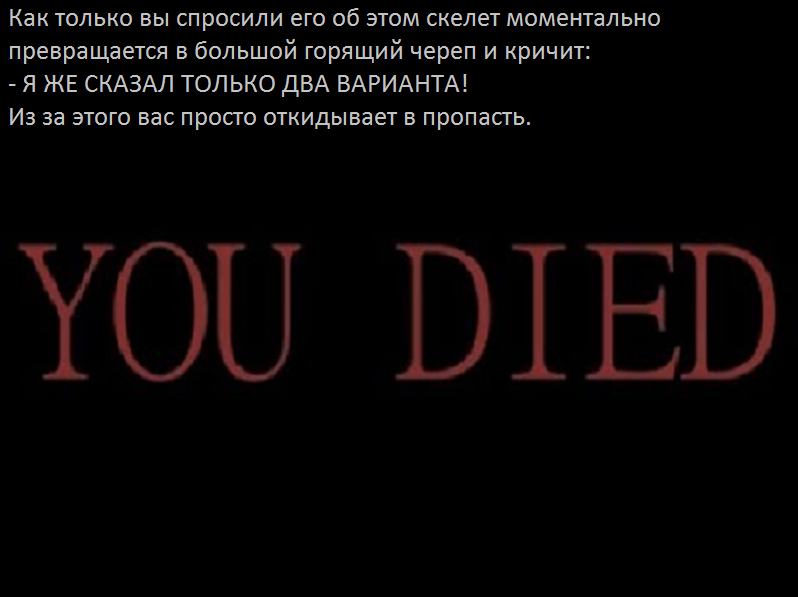 Как только вы спросили его об этом скелет моментально
превращается в большой горящий череп и кричит:
- Я ЖЕ СКАЗАЛ ТОЛЬКО ДВА ВАРИАНТА!
Из за этого вас просто откидывает в пропасть.
YOU DIED